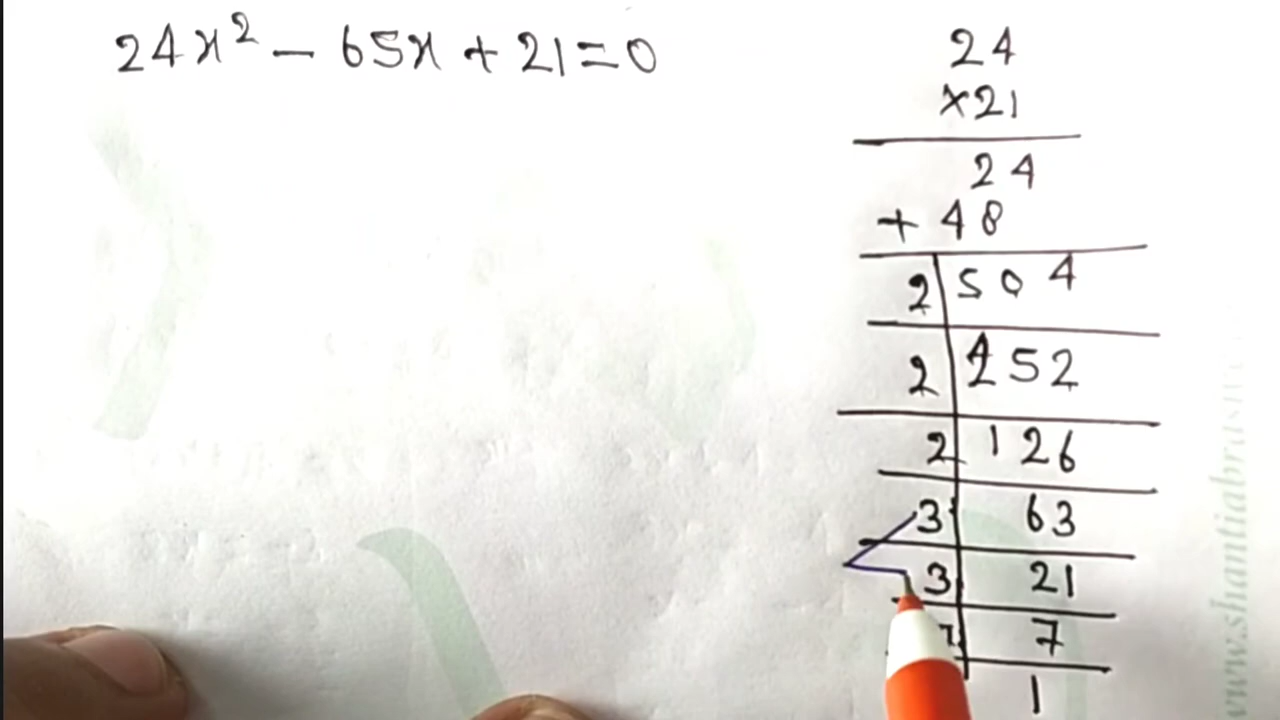 24x² - 65x + 21 = 0
24
×21
24
+ 48
2 | 504
2 | 252
2 | 126
3 | 63
3 | 21
7 | 7
1